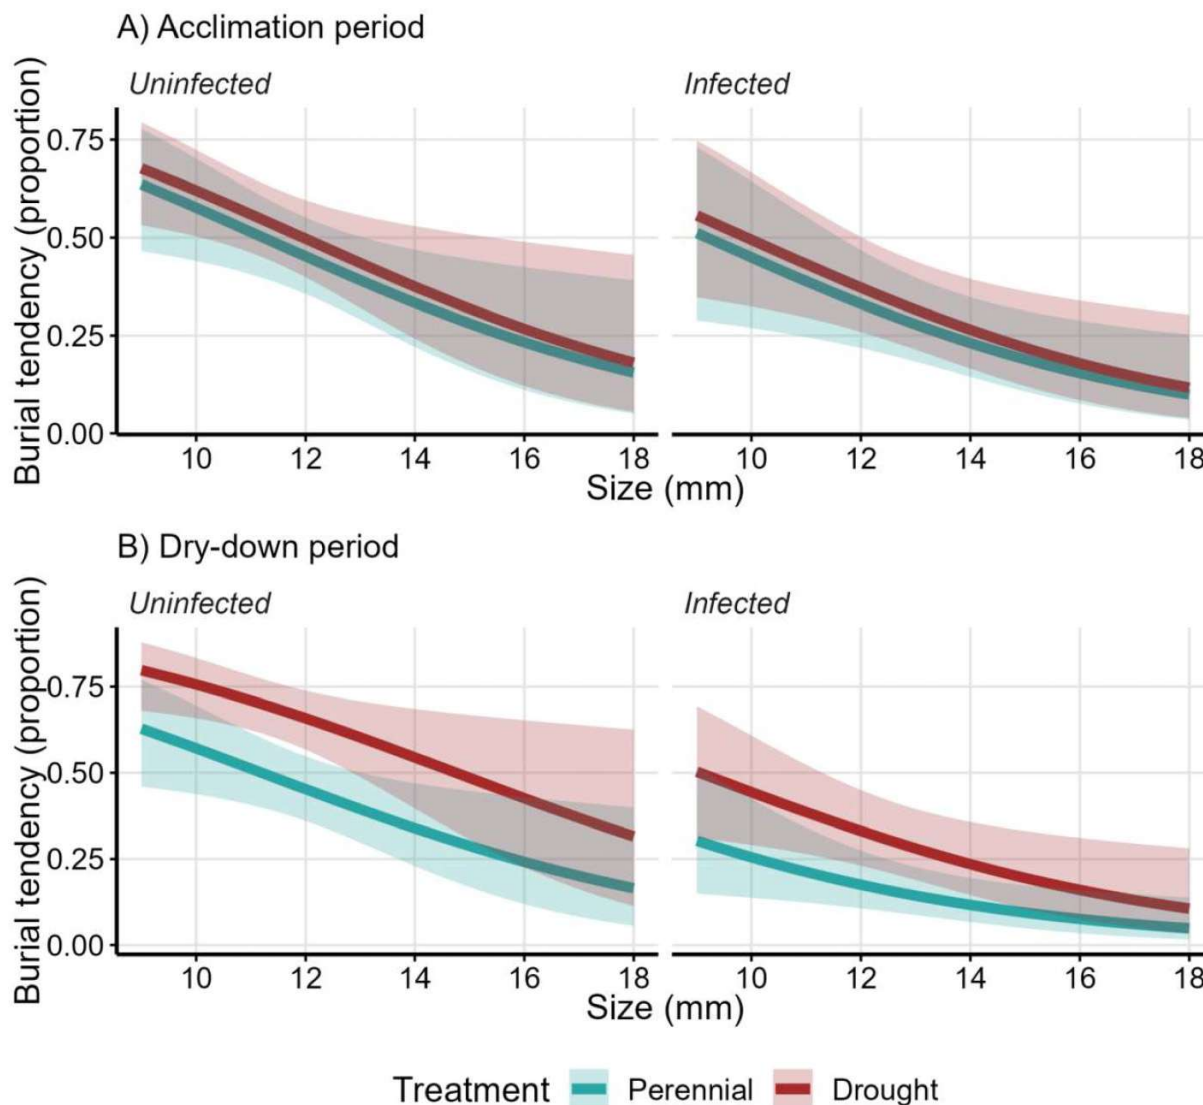 A) Acclimation period
Uninfected
Infected
Burial tendency (proportion)
0.75
0.50
0.25
0.00
10 12 14 16 18
10 12 14 16 18
Size (mm)
B) Dry-down period
Uninfected
Infected
Burial tendency (proportion)
0.75
0.50
0.25
0.00
10 12 14 16 18
10 12 14 16 18
Size (mm)
Treatment Perennial Drought